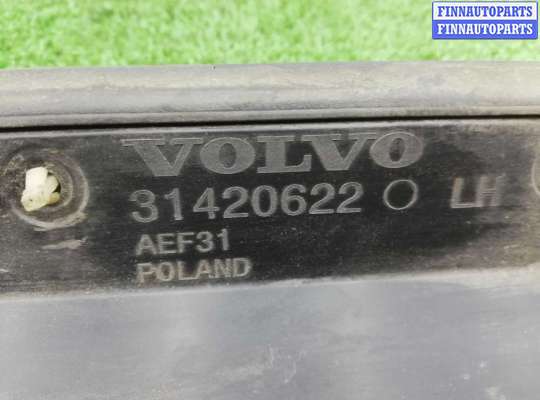 FINNAUTOPARTS
FINNAUTOPARTS
VOLVO
31420622 LH
AEF31
POLAND